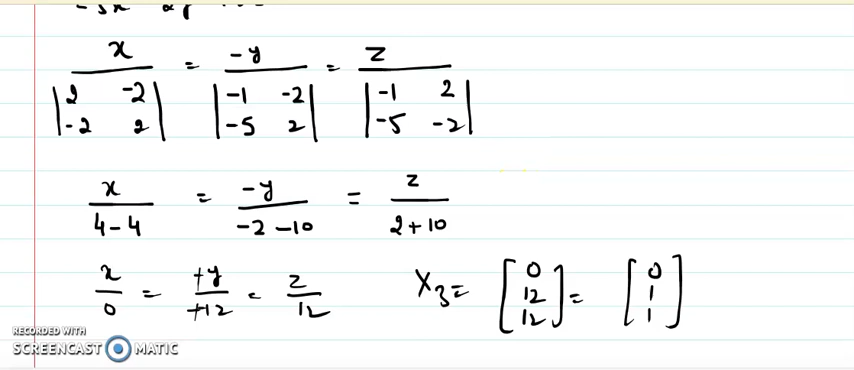 x/|2 -2; -2 2| = -y/|-1 -2; -5 2| = z/|-1 2; -5 -2|
x/(4-4) = -y/(-2-10) = z/(2+10)
x/0 = +y/+12 = z/12 X3 = [0 12 12] = [0 1 1]
RECORDED WITH
SCREENCAST MATIC